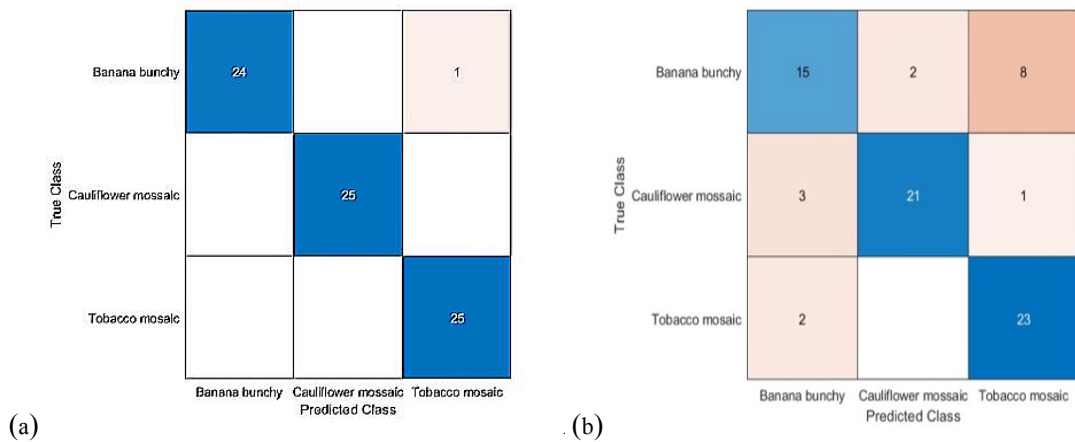 Banana bunchy
24
1
Cauliflower mossaic
25
Tobacco mosaic
25
True Class
Banana bunchy Cauliflower mossaic Tobacco mosaic
Predicted Class
(a)
Banana bunchy
15 2 8
Cauliflower mossaic
3 21 1
Tobacco mosaic
2 23
True Class
Banana bunchy Cauliflower mossaic Tobacco mosaic
Predicted Class
. (b)